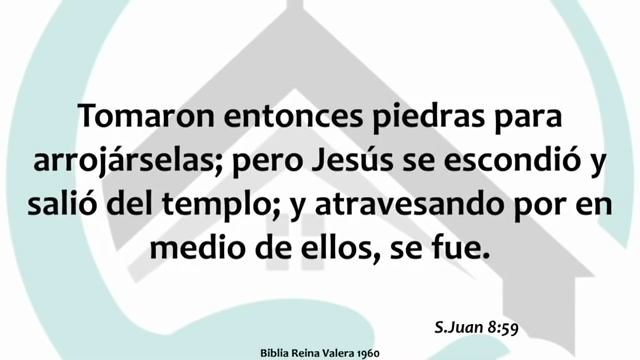 Tomaron entonces piedras para
arrojárselas; pero Jesús se escondió y
salió del templo; y atravesando por en
medio de ellos, se fue.
S.Juan 8:59
Biblia Reina Valera 1960